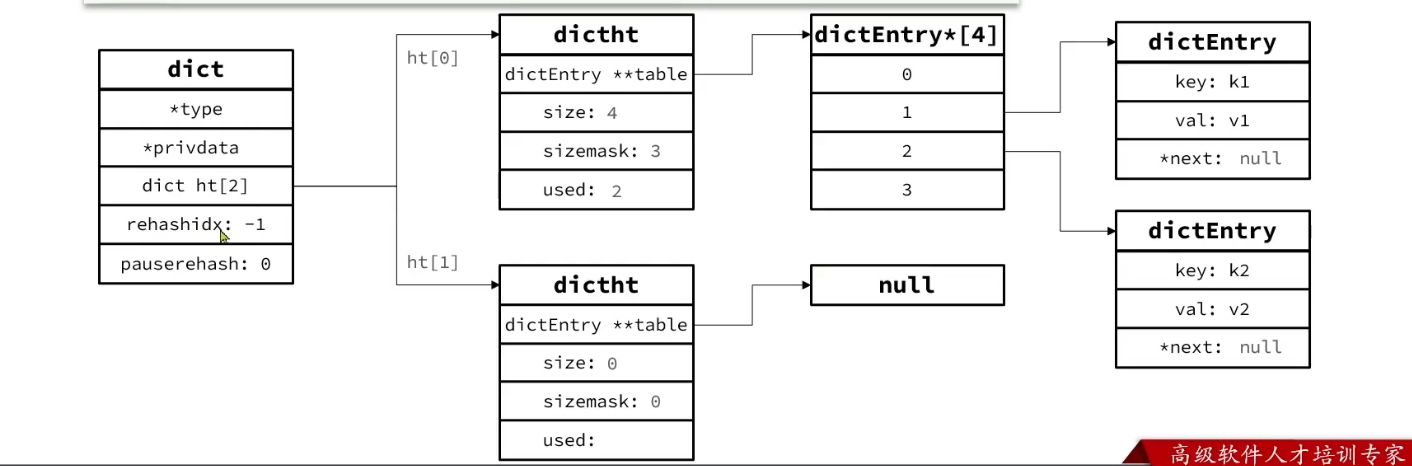 dict
*type
*privdata
dict ht[2]
rehashidx: -1
pauserehash: 0
ht[0]
ht[1]
dictht
dictEntry **table
size: 4
sizemask: 3
used: 2
dictht
dictEntry **table
size: 0
sizemask: 0
used:
dictEntry*[4]
0
1
2
3
null
dictEntry
key: k1
val: v1
*next: null
dictEntry
key: k2
val: v2
*next: null
高级软件人才培训专家